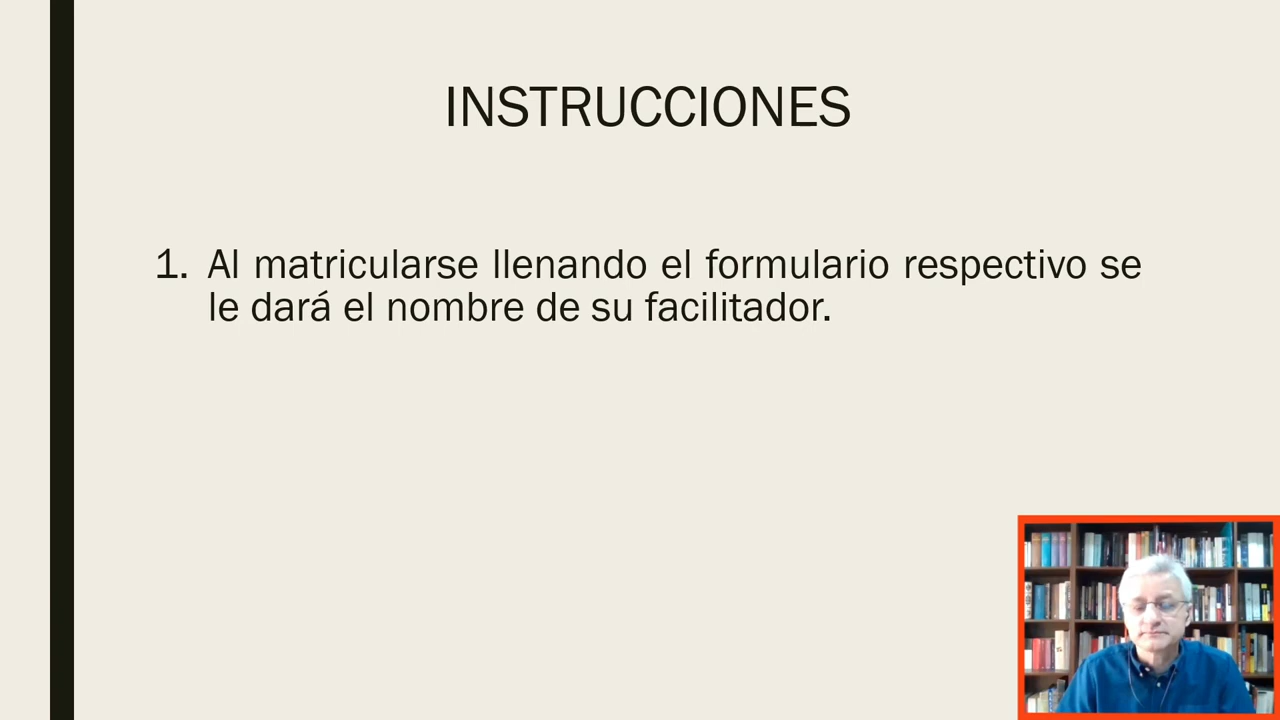 INSTRUCCIONES
1. Al matricularse llenando el formulario respectivo se
le dará el nombre de su facilitador.